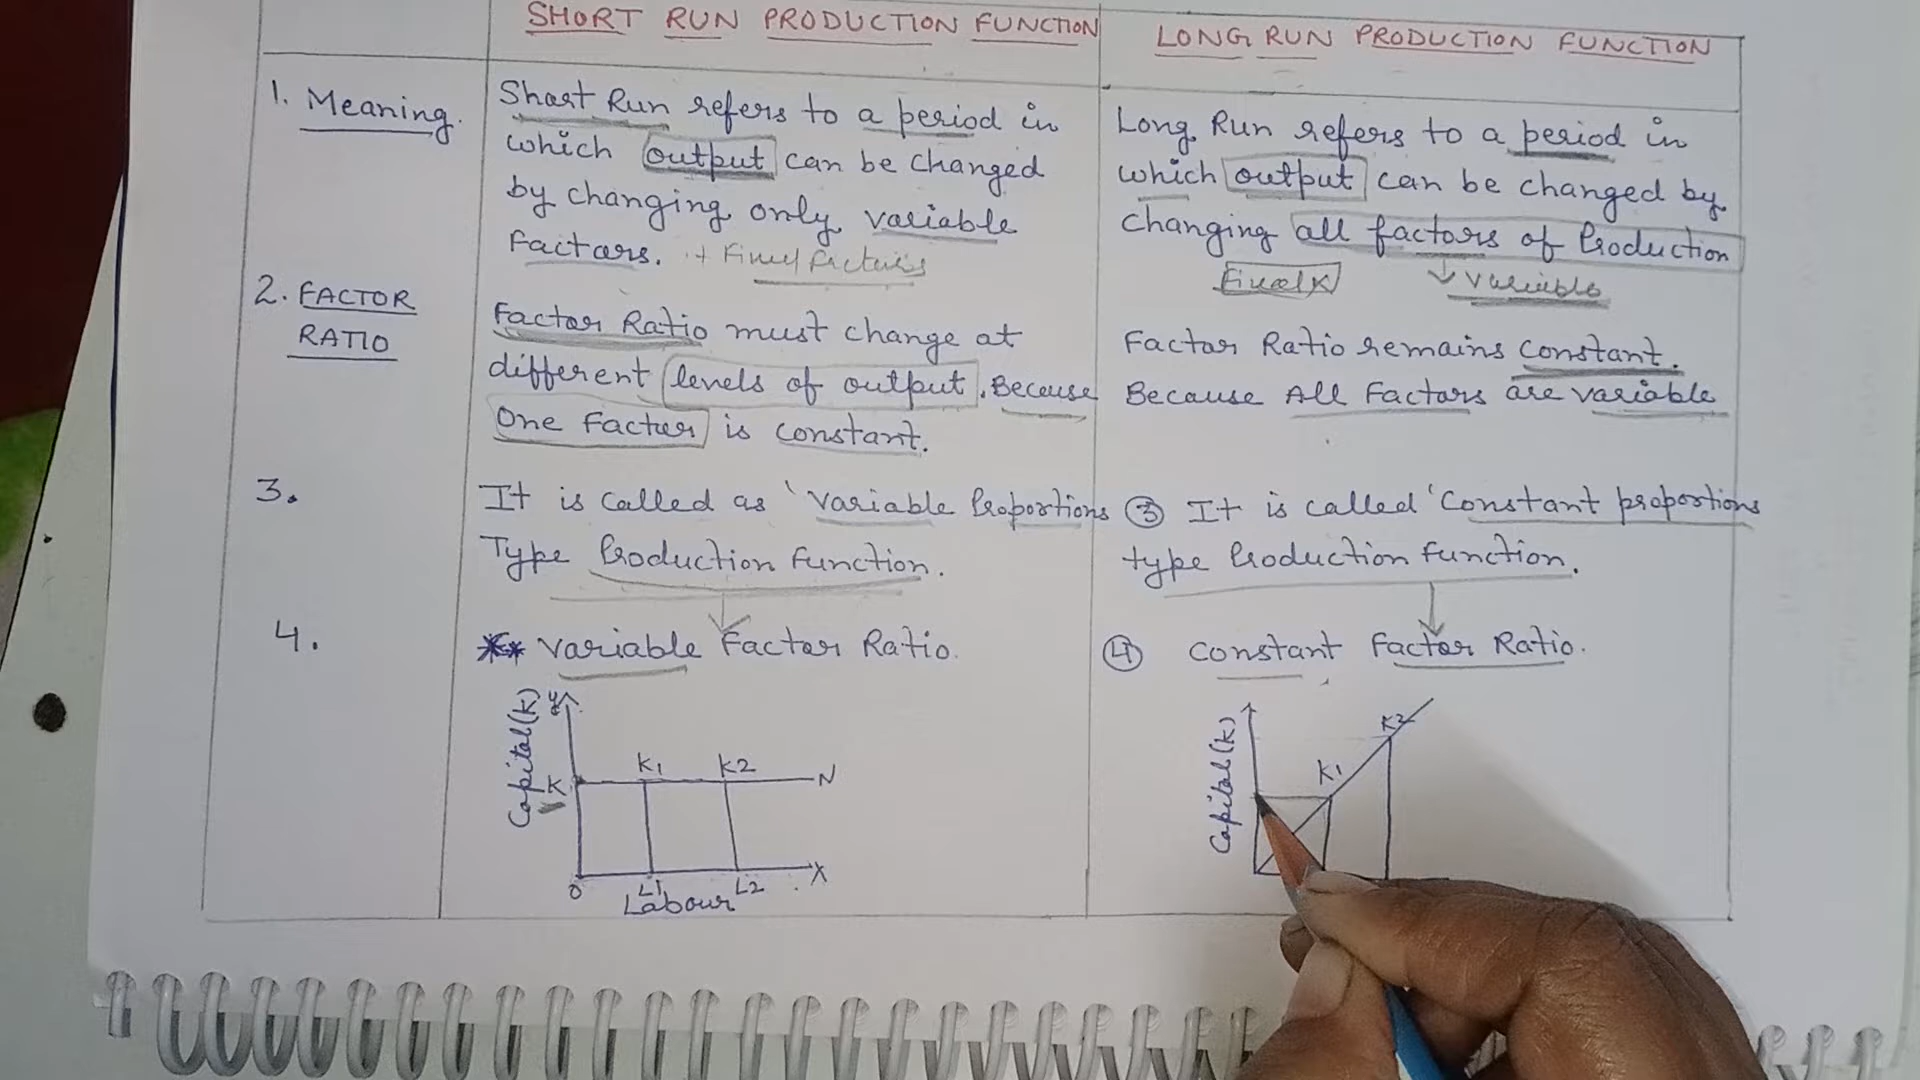 SHORT RUN PRODUCTION FUNCTION
LONG RUN PRODUCTION FUNCTION
1. Meaning.
Short Run refers to a period in
which output can be changed
by changing only variable
Factors. +
Long Run refers to a period in
which output can be changed by
changing all factors of Production
Variable
2. FACTOR
RATIO
Factor Ratio must change at
different levels of output. Because
One Factor is constant.
Factor Ratio remains constant.
Because All Factors are variable
3.
It is called as 'Variable Proportions
Type Production Function.
③ It is called 'Constant proportions
type Production function.
4.
** Variable Factor Ratio.
④ Constant Factor Ratio.
Capital(K)
y
K
K1
K2
N
O
L1
L2
X
Labour
Capital(K)
K1
K2